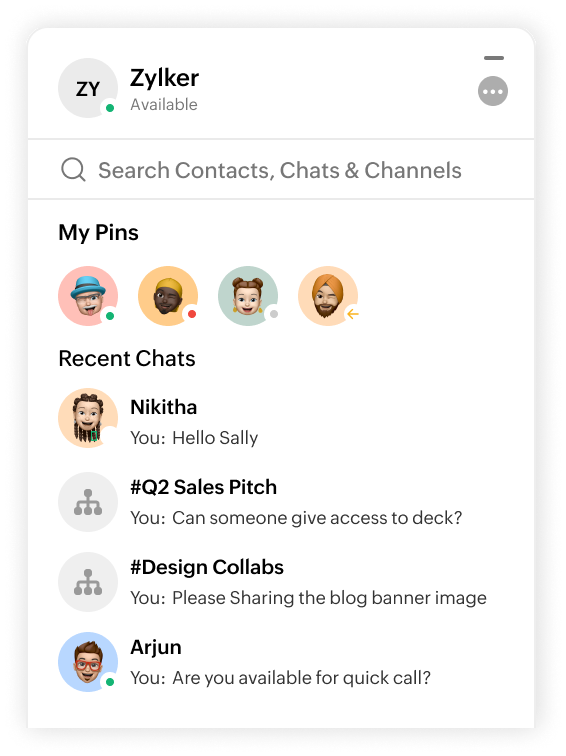 ZY
Zylker
Available
Search Contacts, Chats & Channels
My Pins
Recent Chats
Nikitha
You: Hello Sally
#Q2 Sales Pitch
You: Can someone give access to deck?
#Design Collabs
You: Please Sharing the blog banner image
Arjun
You: Are you available for quick call?